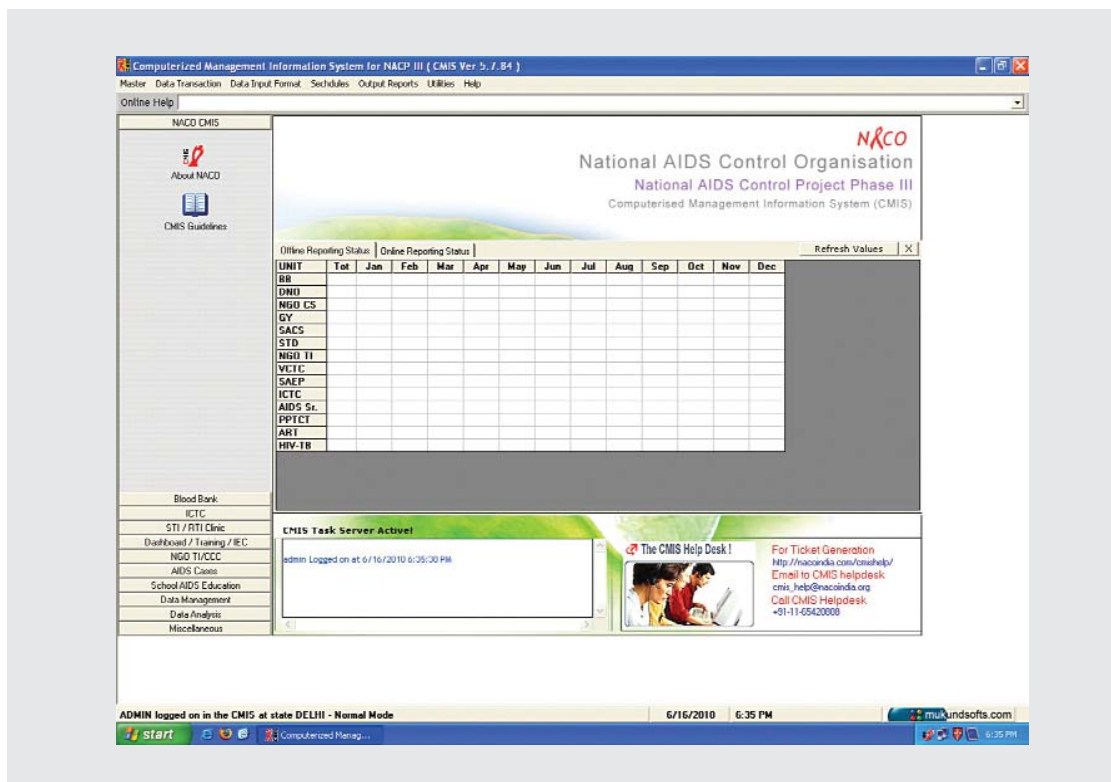 Computerized Management Information System for NACP III ( CMIS Ver 5.7.84 )
Master Data Transaction Data Input Format Sechdules Output Reports Utilities Help
Online Help
NACO CMIS
CMIS
About NACO
CMIS Guidelines
NACO
National AIDS Control Organisation
National AIDS Control Project Phase III
Computerised Management Information System (CMIS)
Offline Reporting Status Online Reporting Status Refresh Values X
UNIT Tot Jan Feb Mar Apr May Jun Jul Aug Sep Oct Nov Dec
BB
DNO
NGO CS
GY
SACS
STD
NGO TI
VCTC
SAEP
ICTC
AIDS Sr.
PPTCT
ART
HIV-TB
Blood Bank
ICTC
STI / RTI Clinic
Dashboard / Training / IEC
NGO TI/CCC
AIDS Cases
School AIDS Education
Data Management
Data Analysis
Miscellaneous
CMIS Task Server Active!
admin Logged on at 6/16/2010 6:35:30 PM
The CMIS Help Desk !
For Ticket Generation
http://nacoindia.com/cmishelp/
Email to CMIS helpdesk
cmis_help@nacoindia.org
Call CMIS Helpdesk
+91-11-65420808
ADMIN logged on in the CMIS at state DELHI - Normal Mode 6/16/2010 6:35 PM mukundsofts.com
start Computerized Manag... 6:35 PM